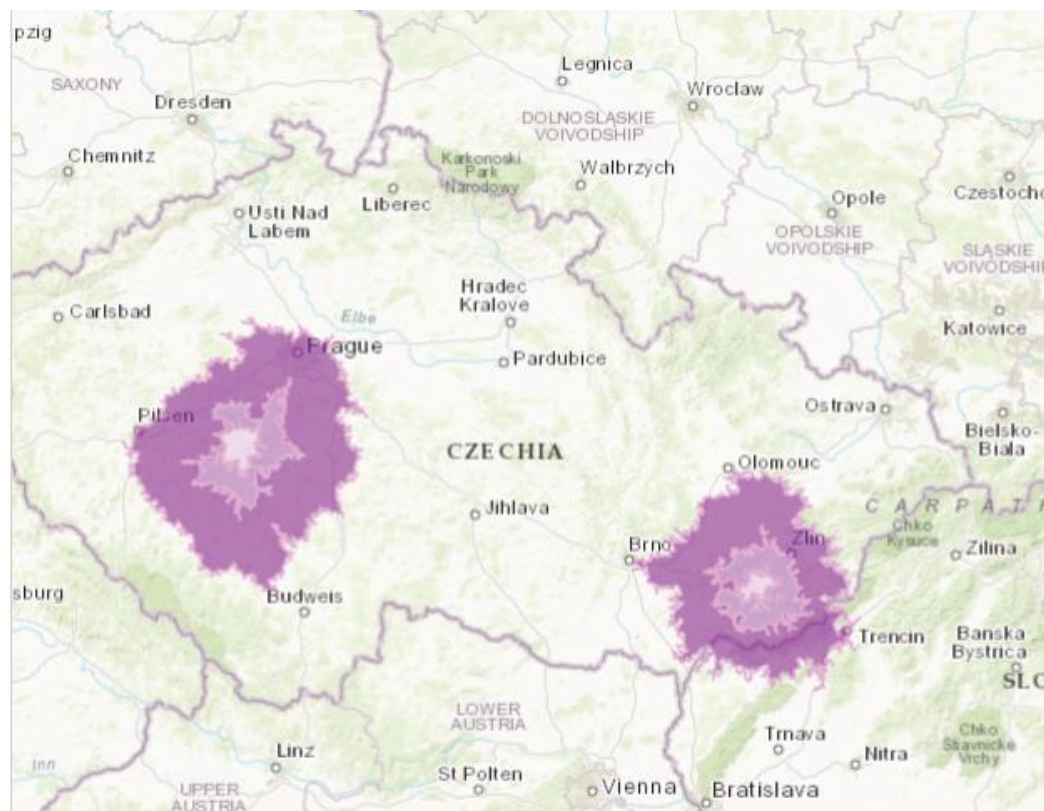 pzig
Legnica
SAXONY
Wroclaw
Dresden
DOLNOSLASKIE
VOIVODSHIP
Chemnitz
Karkonoski
Park
Narodowy
Walbrzych
Czestocho
Liberec
Opole
Usti Nad
Labem
OPOLSKIE
VOIVODSHIP
SLASKIE
VOIVODSHIP
Hradec
Kralove
Carlsbad
Elbe
Katowice
Prague
Pardubice
Pilsen
Ostrava
Bielsko-
Biala
CZECHIA
Olomouc
Jihlava
CARPAT
Chko
Kysuce
Brno
Zlin
Zilina
sburg
Budweis
Trencin
Banska
Bystrica
SLO
LOWER
AUSTRIA
Trnava
Nitra
Chko
Stiavnicke
Vrchy
Linz
Inn
St Polten
Vienna
Bratislava
UPPER
AUSTRIA